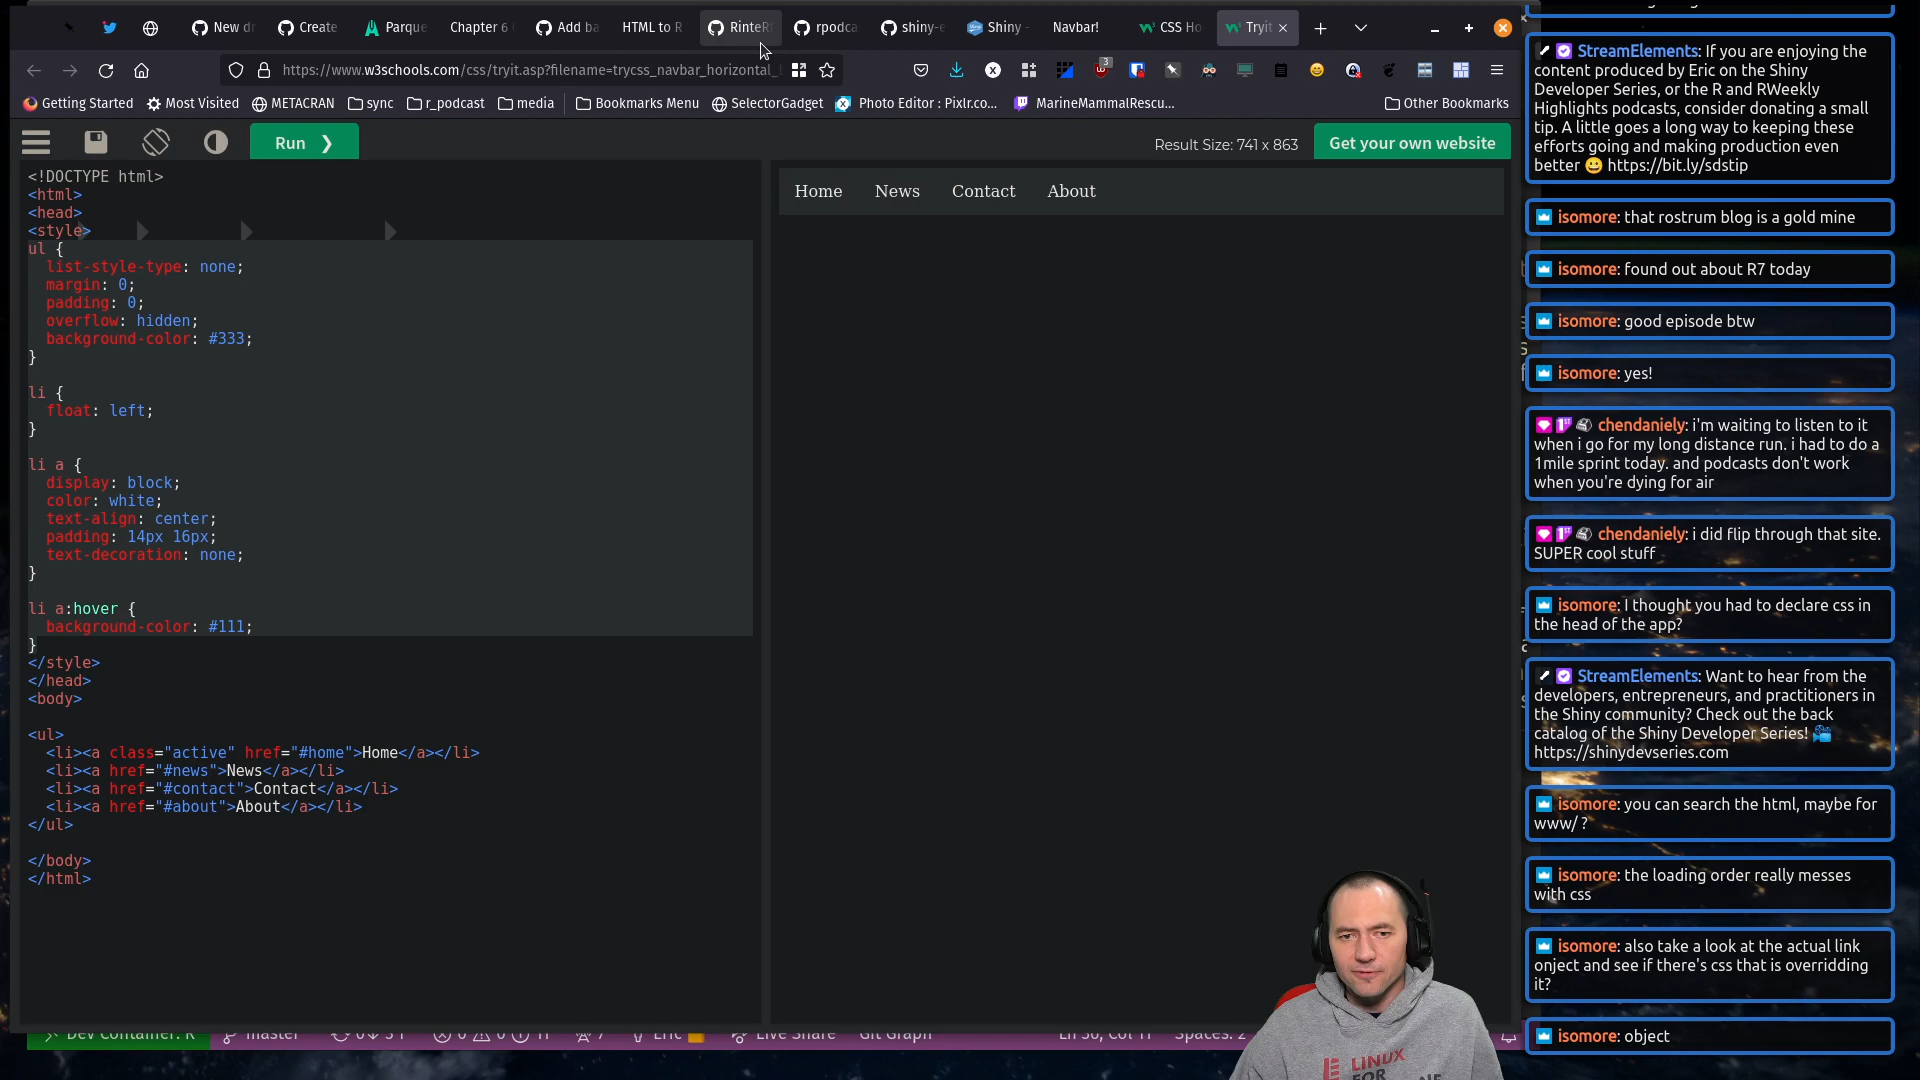 New d
Create
Parque
Chapter 6
Add ba
HTML to R
RinteR
rpodca
shiny-e
Shiny -
Navbar!
CSS Ho
Tryit
https://www.w3schools.com/css/tryit.asp?filename=trycss_navbar_horizontal_
3
Getting Started
Most Visited
METACRAN
sync
r_podcast
media
Bookmarks Menu
SelectorGadget
Photo Editor : Pixlr.co...
MarineMammalRescu...
Other Bookmarks
Run ❯
Result Size: 741 x 863
Get your own website
<!DOCTYPE html>
<html>
<head>
<style>
ul {
  list-style-type: none;
  margin: 0;
  padding: 0;
  overflow: hidden;
  background-color: #333;
}
li {
  float: left;
}
li a {
  display: block;
  color: white;
  text-align: center;
  padding: 14px 16px;
  text-decoration: none;
}
li a:hover {
  background-color: #111;
}
</style>
</head>
<body>
<ul>
  <li><a class="active" href="#home">Home</a></li>
  <li><a href="#news">News</a></li>
  <li><a href="#contact">Contact</a></li>
  <li><a href="#about">About</a></li>
</ul>
</body>
</html>
Home News Contact About
StreamElements: If you are enjoying the
content produced by Eric on the Shiny
Developer Series, or the R and RWeekly
Highlights podcasts, consider donating a small
tip. A little goes a long way to keeping these
efforts going and making production even
better 😀 https://bit.ly/sdstip
isomore: that rostrum blog is a gold mine
isomore: found out about R7 today
isomore: good episode btw
isomore: yes!
chendaniely: i'm waiting to listen to it
when i go for my long distance run. i had to do a
1mile sprint today. and podcasts don't work
when you're dying for air
chendaniely: i did flip through that site.
SUPER cool stuff
isomore: I thought you had to declare css in
the head of the app?
StreamElements: Want to hear from the
developers, entrepreneurs, and practitioners in
the Shiny community? Check out the back
catalog of the Shiny Developer Series!
https://shinydevseries.com
isomore: you can search the html, maybe for
www/ ?
isomore: the loading order really messes
with css
isomore: also take a look at the actual link
onject and see if there's css that is overridding
it?
isomore: object
Dev Container: R
master
Eric
Live Share
Git Graph
Spaces: 2
LINUX
FOR